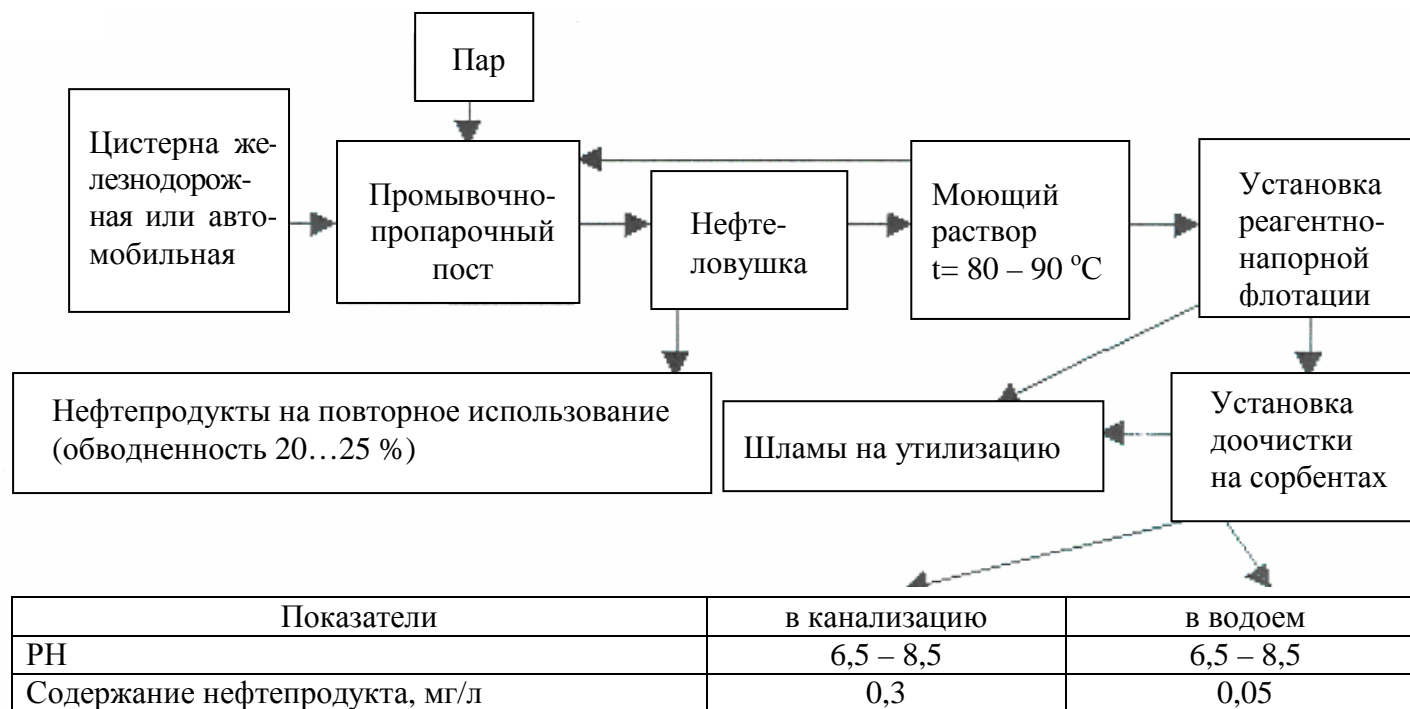 Пар
Цистерна же-
лезнодорож-
ная или авто-
мобильная
Промывочно-
пропарочный
пост
Нефте-
ловушка
Моющий
раствор
t= 80 – 90 °С
Установка
реагентно-
напорной
флотации
Нефтепродукты на повторное использование
(обводненность 20…25 %)
Шламы на утилизацию
Установка
доочистки
на сорбентах
Показатели в канализацию в водоем
РН 6,5 – 8,5 6,5 – 8,5
Содержание нефтепродукта, мг/л 0,3 0,05